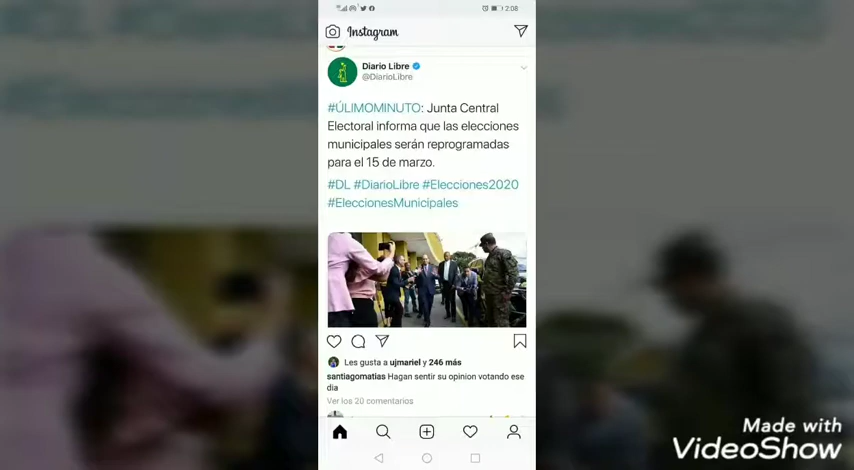 2:08
Instagram
Diario Libre
@DiarioLibre
#ÚLIMOMINUTO: Junta Central
Electoral informa que las elecciones
municipales serán reprogramadas
para el 15 de marzo.
#DL #DiarioLibre #Elecciones2020
#EleccionesMunicipales
Les gusta a ujmariel y 246 más
santiagomatias Hagan sentir su opinion votando ese
dia
Ver los 20 comentarios
Made with
VideoShow